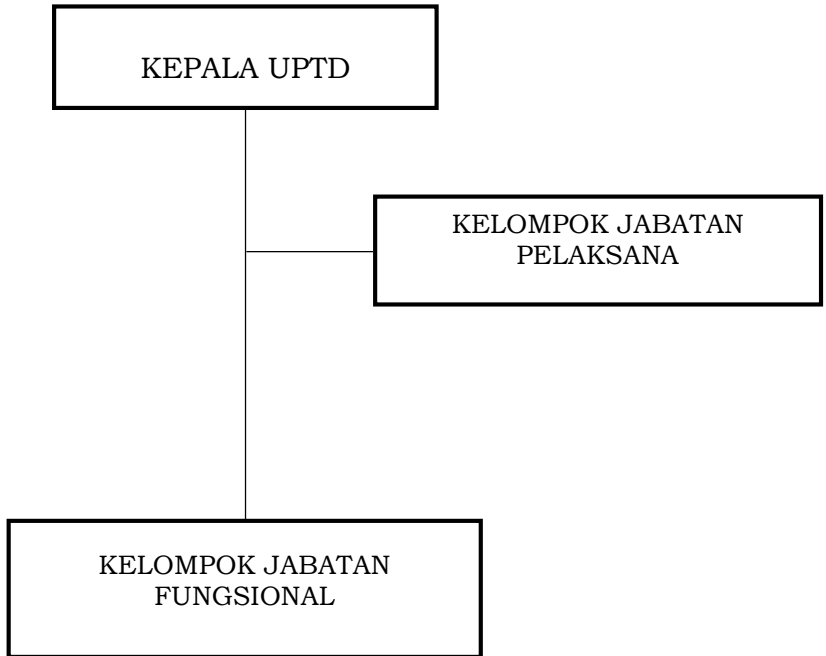 KEPALA UPTD
KELOMPOK JABATAN
PELAKSANA
KELOMPOK JABATAN
FUNGSIONAL